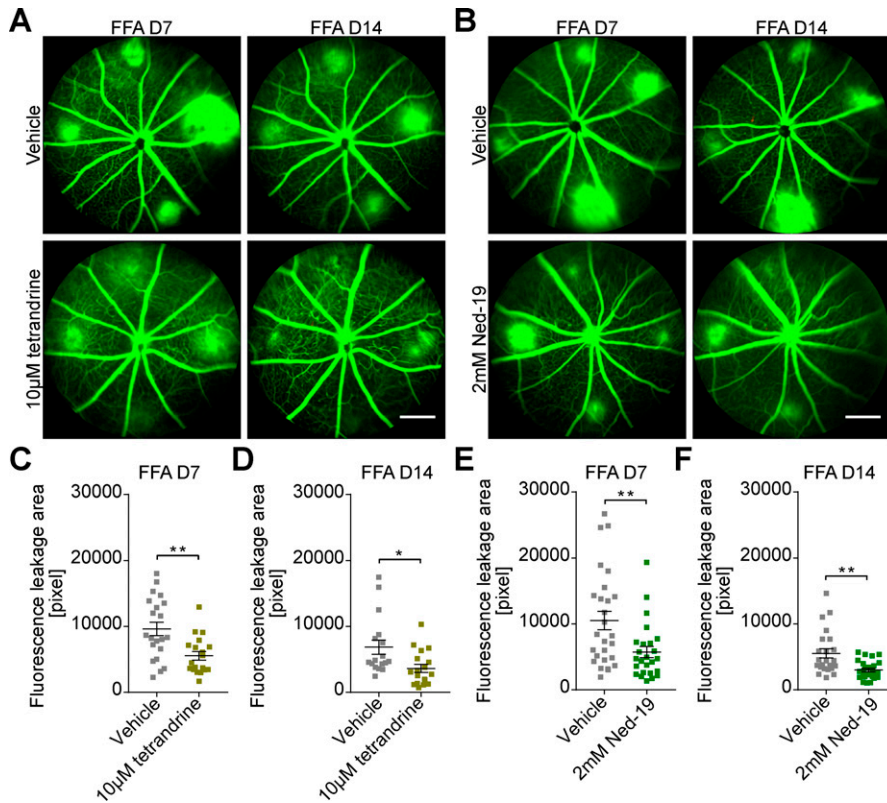 A
FFA D7
FFA D14
B
FFA D7
FFA D14
Vehicle
10µM tetrandrine
Vehicle
2mM Ned-19
C
FFA D7
Fluorescence leakage area
[pixel]
30000
20000
10000
0
**
Vehicle
10µM tetrandrine
D
FFA D14
Fluorescence leakage area
[pixel]
30000
20000
10000
0
*
Vehicle
10µM tetrandrine
E
FFA D7
Fluorescence leakage area
[pixel]
30000
20000
10000
0
**
Vehicle
2mM Ned-19
F
FFA D14
Fluorescence leakage area
[pixel]
30000
20000
10000
0
**
Vehicle
2mM Ned-19